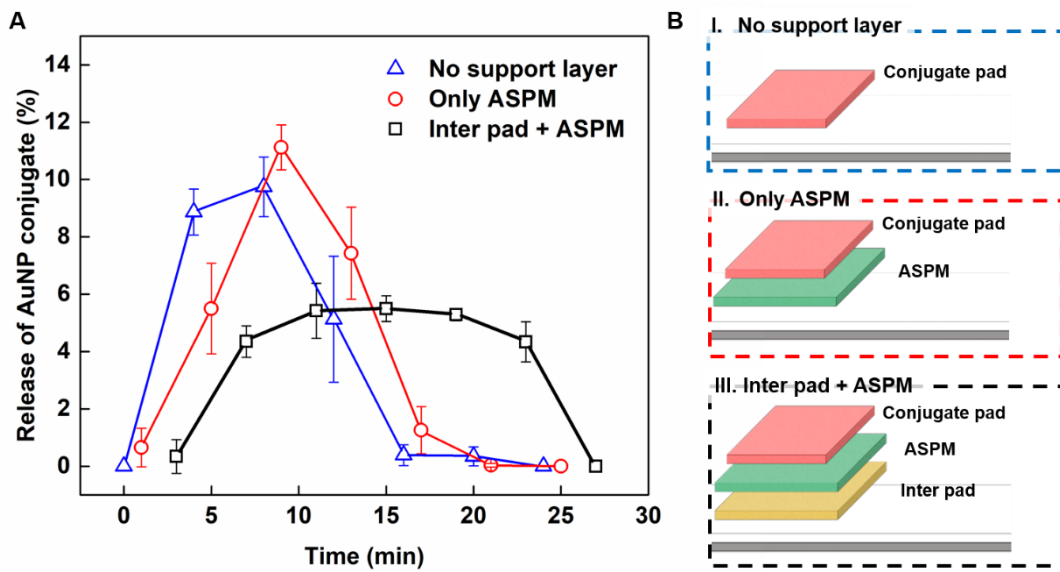 A
Release of AuNP conjugate (%)
14
12
10
8
6
4
2
0
No support layer
Only ASPM
Inter pad + ASPM
0 5 10 15 20 25 30
Time (min)
B
I. No support layer
Conjugate pad
II. Only ASPM
Conjugate pad
ASPM
III. Inter pad + ASPM
Conjugate pad
ASPM
Inter pad